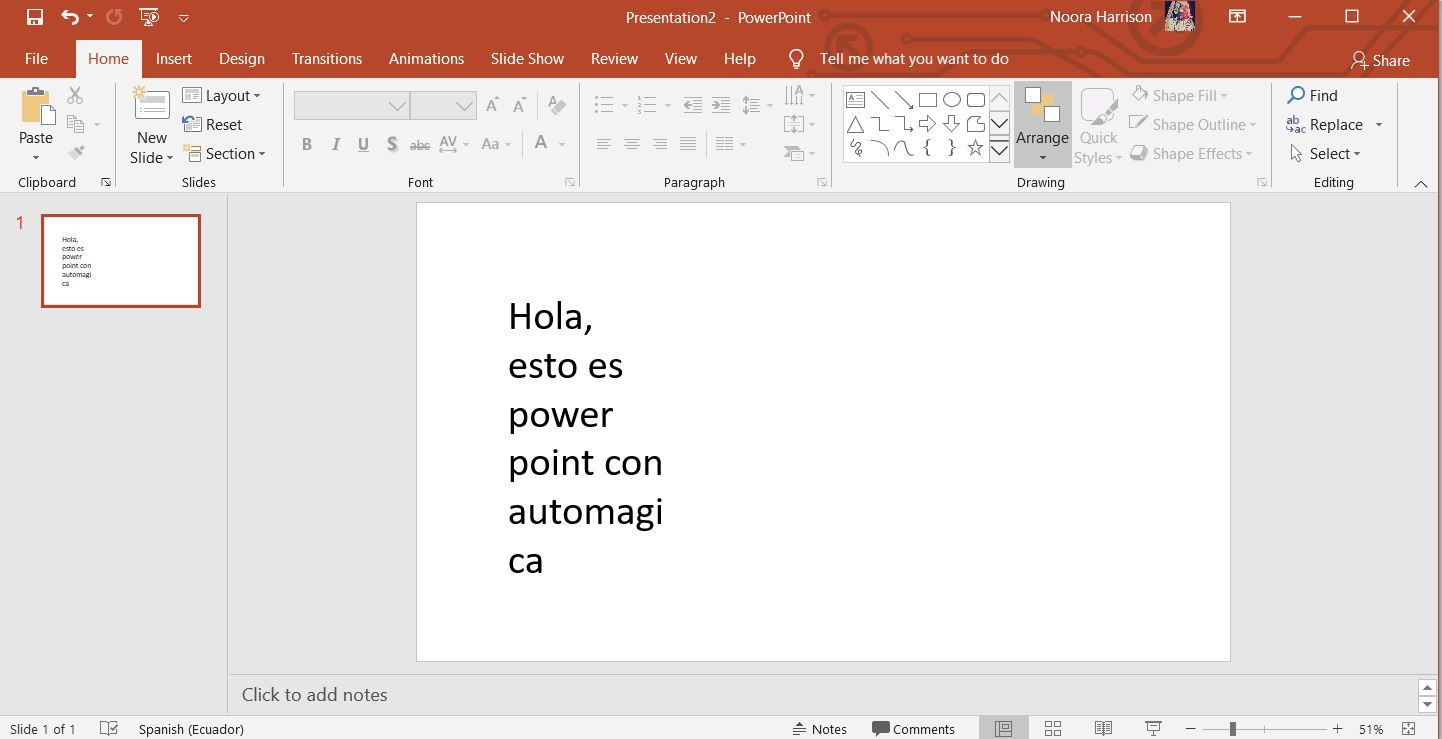 Presentation2 - PowerPoint
Noora Harrison
File Home Insert Design Transitions Animations Slide Show Review View Help Tell me what you want to do Share
Paste
Clipboard
New Slide
Layout
Reset
Section
Slides
B I U S abc AV Aa A
Font
Paragraph
Arrange
Quick Styles
Shape Fill
Shape Outline
Shape Effects
Drawing
Find
Replace
Select
Editing
1
Hola,
esto es
power
point con
automagi
ca
Hola,
esto es
power
point con
automagi
ca
Click to add notes
Slide 1 of 1 Spanish (Ecuador) Notes Comments 51%